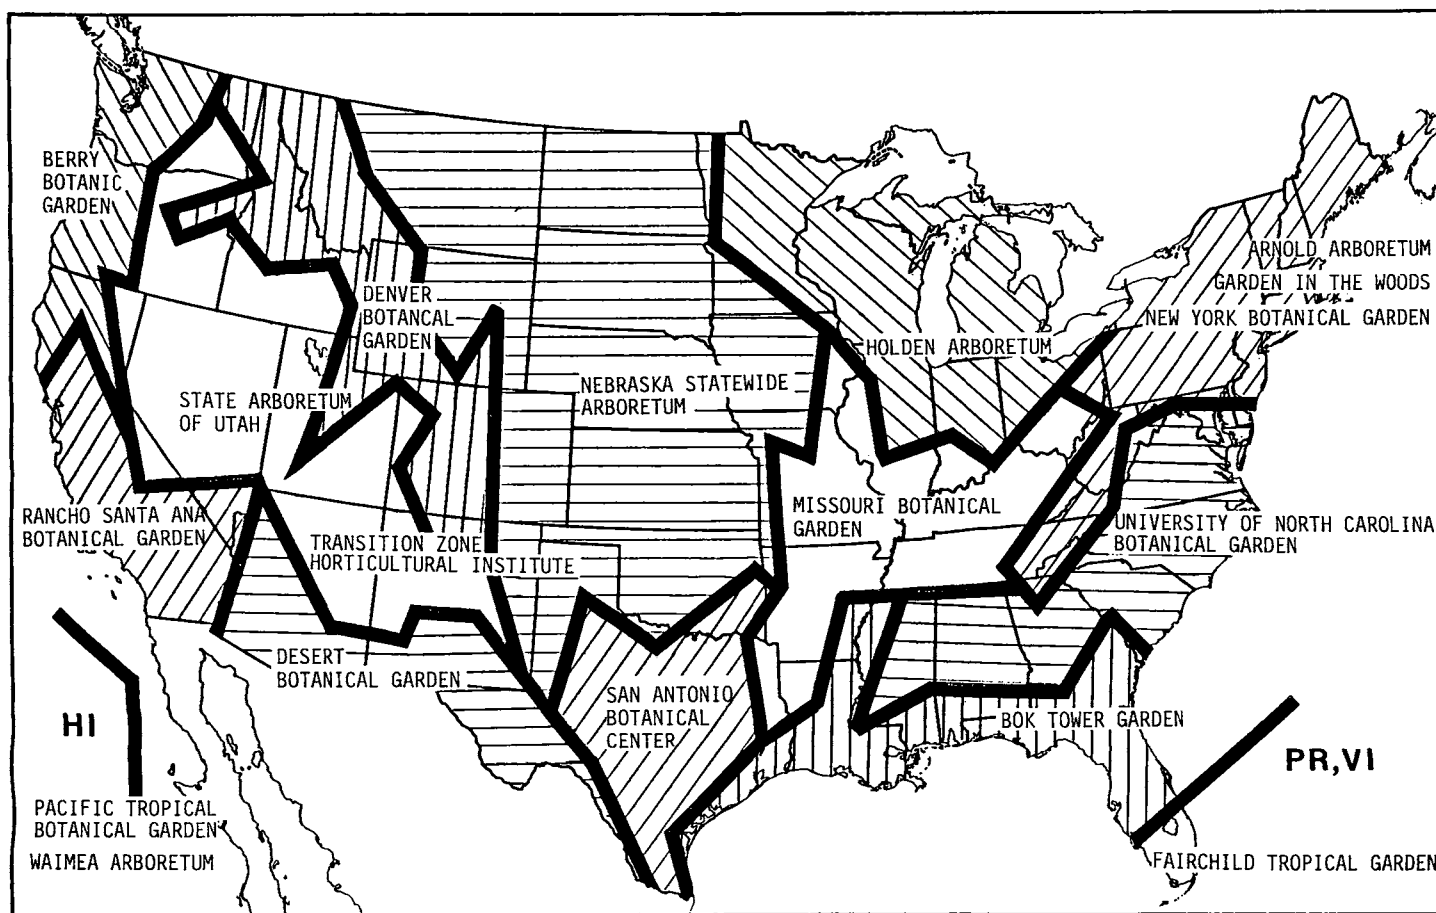 BERRY
BOTANIC
GARDEN
ARNOLD ARBORETUM
GARDEN IN THE WOODS
NEW YORK BOTANICAL GARDEN
DENVER
BOTANCAL
GARDEN
HOLDEN ARBORETUM
NEBRASKA STATEWIDE
ARBORETUM
STATE ARBORETUM
OF UTAH
RANCHO SANTA ANA
BOTANICAL GARDEN
MISSOURI BOTANICAL
GARDEN
UNIVERSITY OF NORTH CAROLINA
BOTANICAL GARDEN
TRANSITION ZONE
HORTICULTURAL INSTITUTE
DESERT
BOTANICAL GARDEN
SAN ANTONIO
BOTANICAL
CENTER
BOK TOWER GARDEN
HI
PR,VI
PACIFIC TROPICAL
BOTANICAL GARDEN
WAIMEA ARBORETUM
FAIRCHILD TROPICAL GARDEN